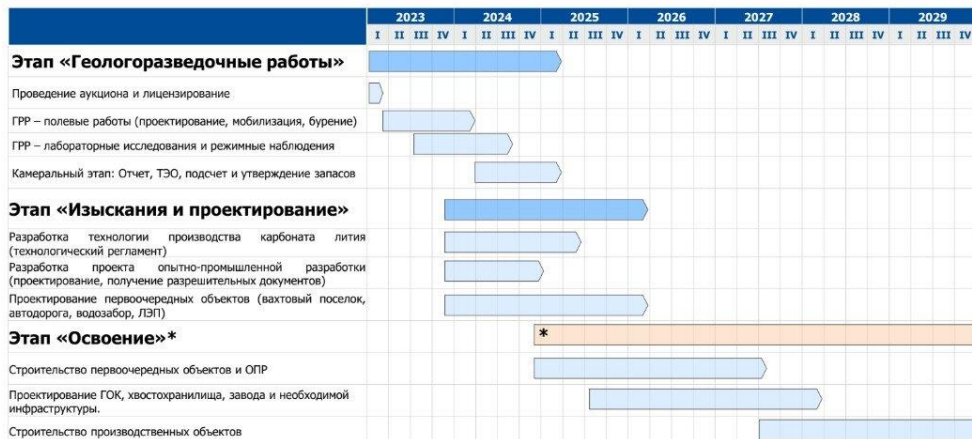 2023 2024 2025 2026 2027 2028 2029
I II III IV I II III IV I II III IV I II III IV I II III IV I II III IV I II III IV
Этап «Геологоразведочные работы»
Проведение аукциона и лицензирование
ГРР – полевые работы (проектирование, мобилизация, бурение)
ГРР – лабораторные исследования и режимные наблюдения
Камеральный этап: Отчет, ТЭО, подсчет и утверждение запасов
Этап «Изыскания и проектирование»
Разработка технологии производства карбоната лития
(технологический регламент)
Разработка проекта опытно-промышленной разработки
(проектирование, получение разрешительных документов)
Проектирование первоочередных объектов (вахтовый поселок,
автодорога, водозабор, ЛЭП)
Этап «Освоение»*
*
Строительство первоочередных объектов и ОПР
Проектирование ГОК, хвостохранилища, завода и необходимой
инфраструктуры.
Строительство производственных объектов